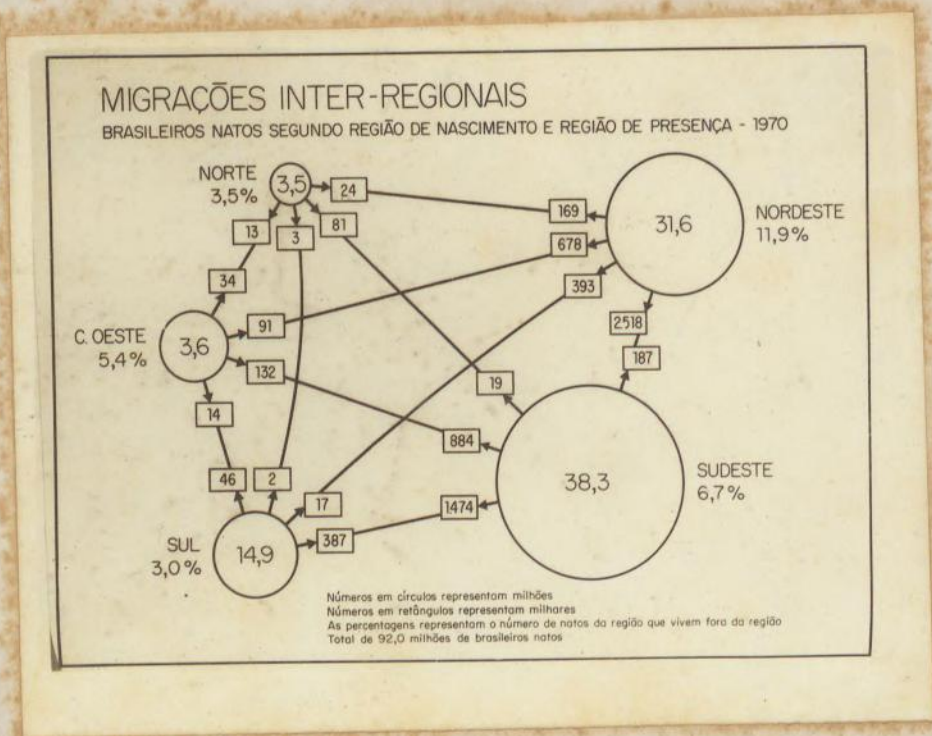 MIGRAÇÕES INTER-REGIONAIS
BRASILEIROS NATOS SEGUNDO REGIÃO DE NASCIMENTO E REGIÃO DE PRESENÇA - 1970
NORTE
3,5%
3,5
24
169
31,6
NORDESTE
11,9%
13
3
81
678
34
393
C. OESTE
5,4%
3,6
91
2518
132
187
14
19
884
38,3
SUDESTE
6,7%
46
2
17
1474
SUL
3,0%
14,9
387
Números em círculos representam milhões
Números em retângulos representam milhares
As percentagens representam o número de natos da região que vivem fora da região
Total de 92,0 milhões de brasileiros natos